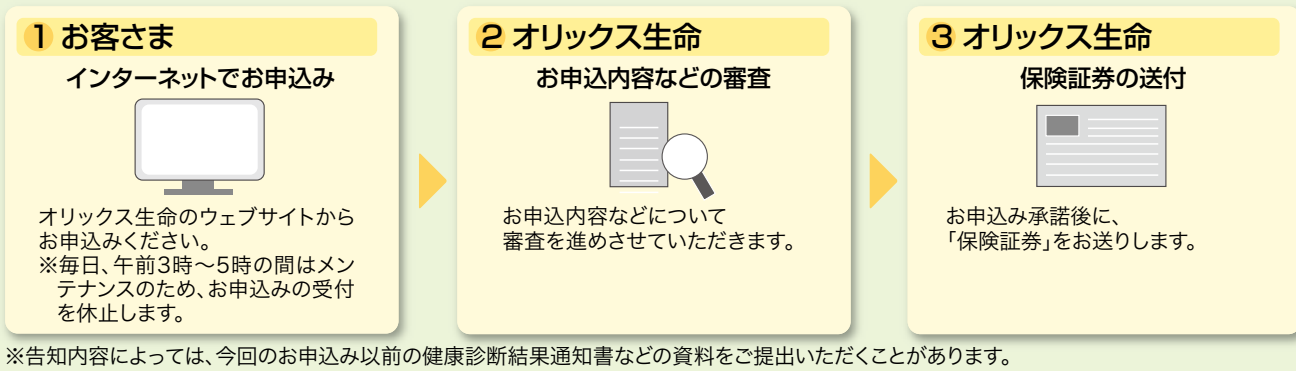 1 お客さま
インターネットでお申込み
オリックス生命のウェブサイトから
お申込みください。
※毎日、午前3時～5時の間はメン
テナンスのため、お申込みの受付
を休止します。
2 オリックス生命
お申込内容などの審査
お申込内容などについて
審査を進めさせていただきます。
3 オリックス生命
保険証券の送付
お申込み承諾後に、
「保険証券」をお送りします。
※告知内容によっては、今回のお申込み以前の健康診断結果通知書などの資料をご提出いただくことがあります。